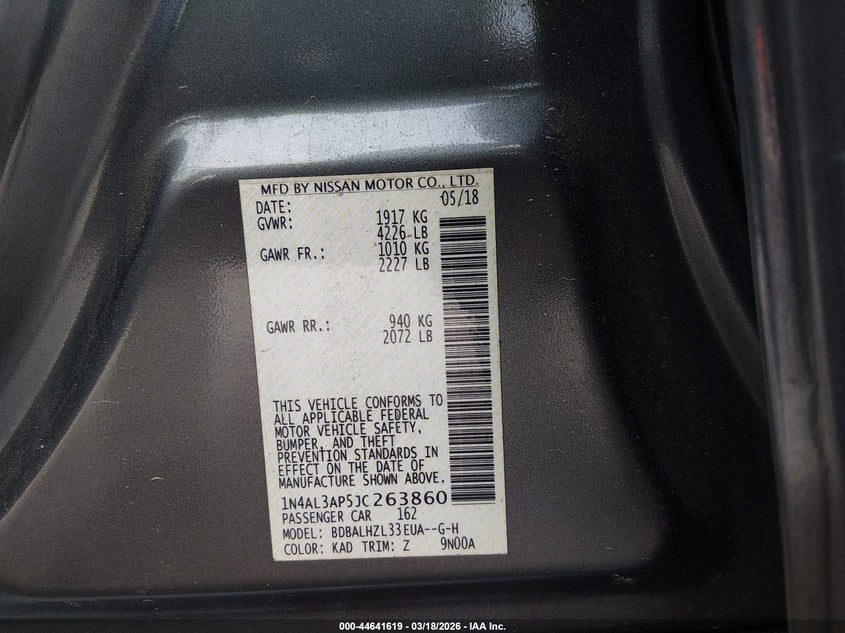 MFD BY NISSAN MOTOR CO., LTD.
DATE: 05/18
GVWR: 1917 KG
4226 LB
GAWR FR.: 1010 KG
2227 LB
GAWR RR.: 940 KG
2072 LB
THIS VEHICLE CONFORMS TO
ALL APPLICABLE FEDERAL
MOTOR VEHICLE SAFETY,
BUMPER, AND THEFT
PREVENTION STANDARDS IN
EFFECT ON THE DATE OF
MANUFACTURE SHOWN ABOVE.
1N4AL3AP5JC263860
PASSENGER CAR 162
MODEL: BDBALHZL33EUA--G-H
COLOR: KAD TRIM: Z 9N00A
000-44641619 — 03/18/2026 — IAA Inc.